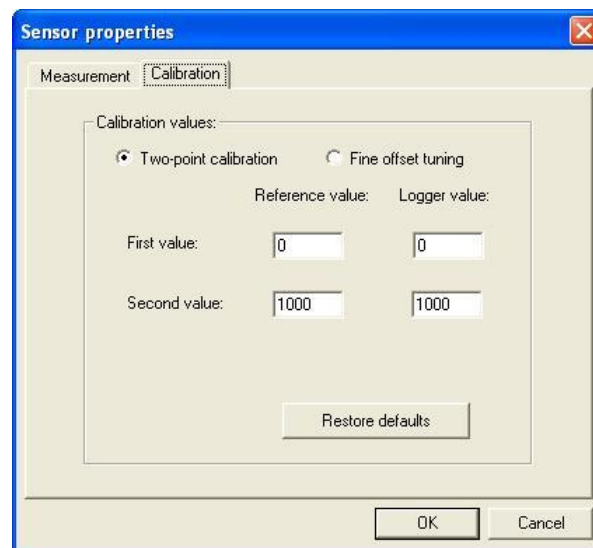 Sensor properties
Measurement Calibration
Calibration values:
Two-point calibration Fine offset tuning
Reference value: Logger value:
First value: 0 0
Second value: 1000 1000
Restore defaults
OK Cancel